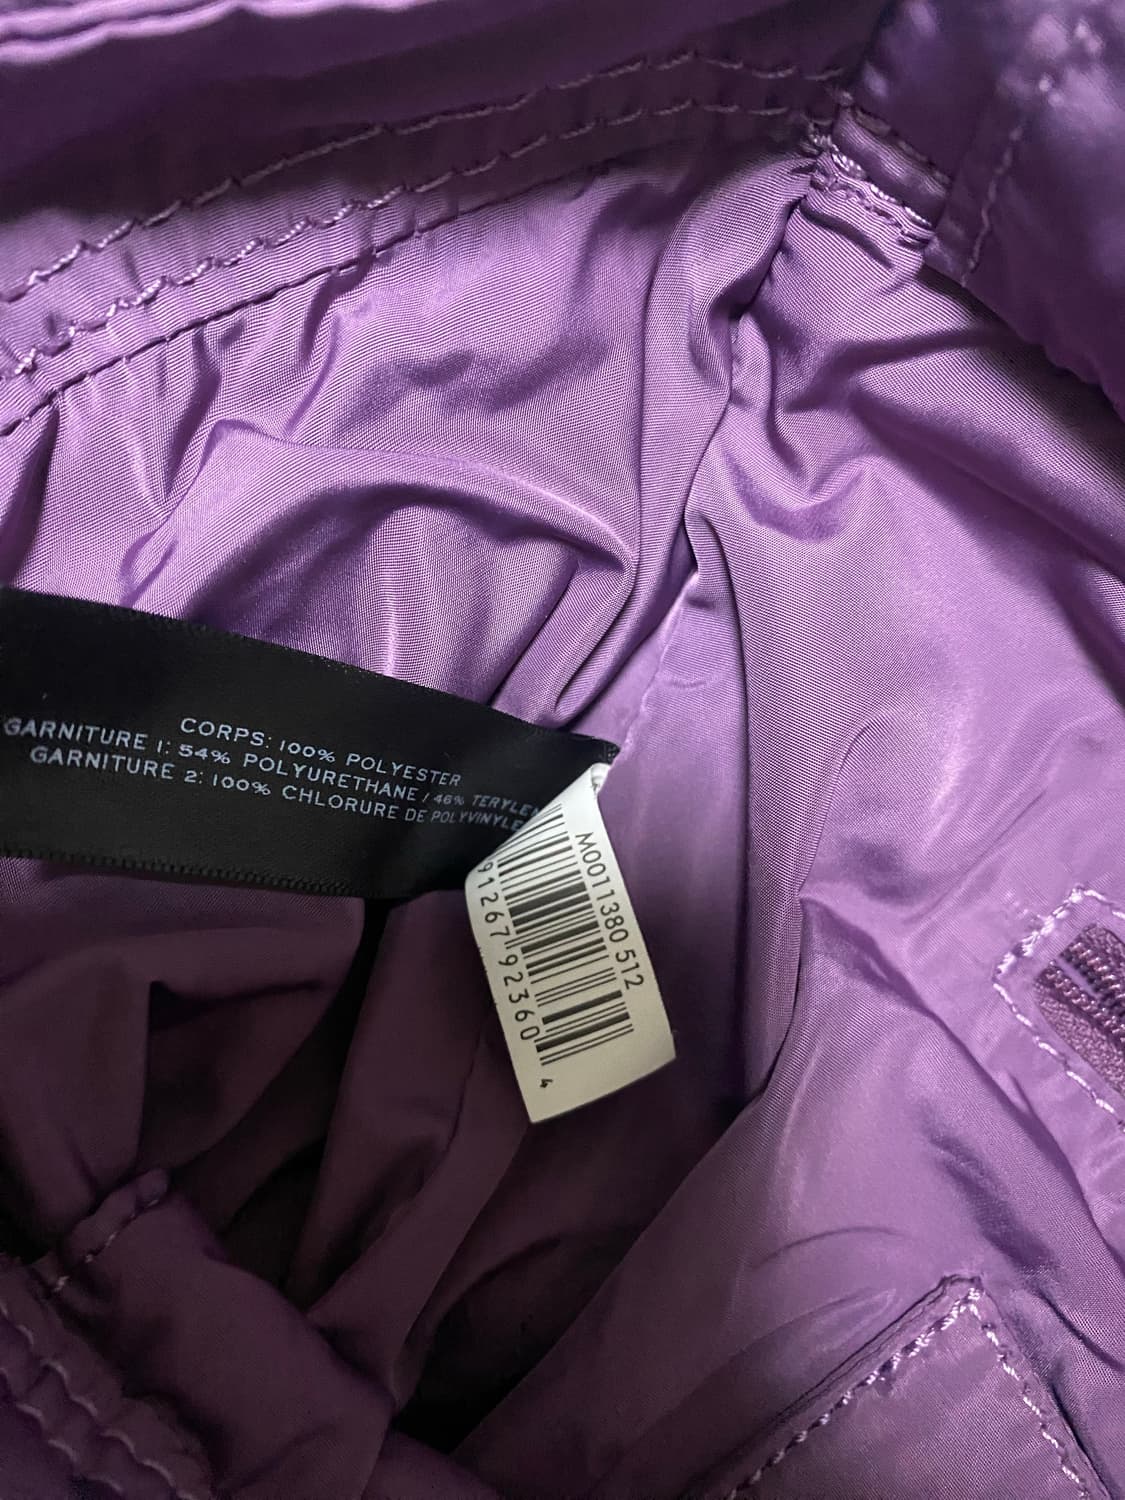 CORPS: 100% POLYESTER
GARNITURE 1: 54% POLYURETHANE / 46%
GARNITURE 2: 100% CHLORURE DE POLYVINYLE
M0011380 512
91267 92360 4